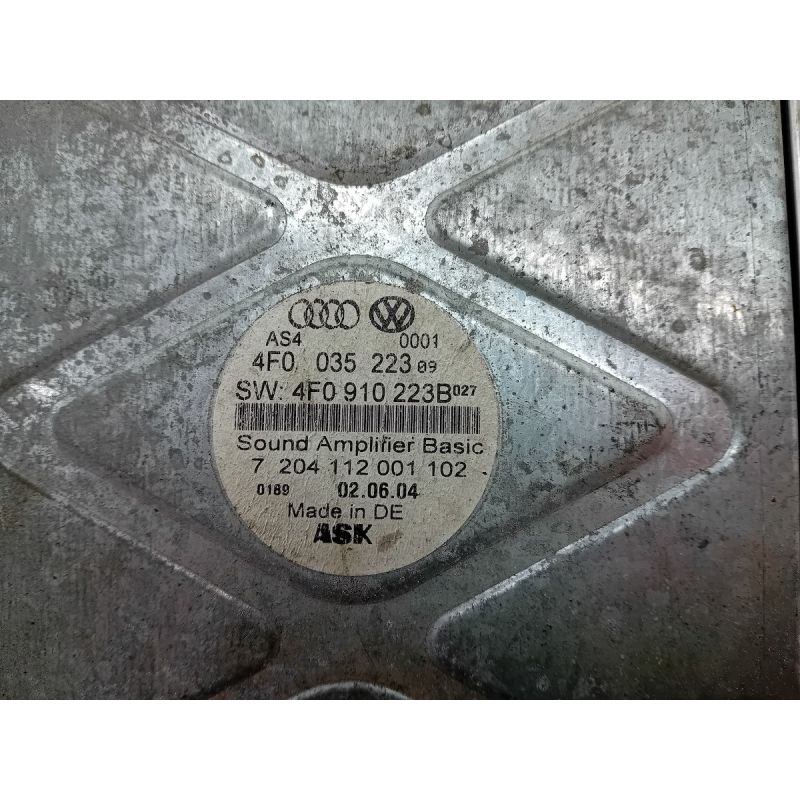 AS4 0001
4F0 035 223 09
SW: 4F0 910 223B 027
Sound Amplifier Basic
7 204 112 001 102
0189 02.06.04
Made in DE
ASK